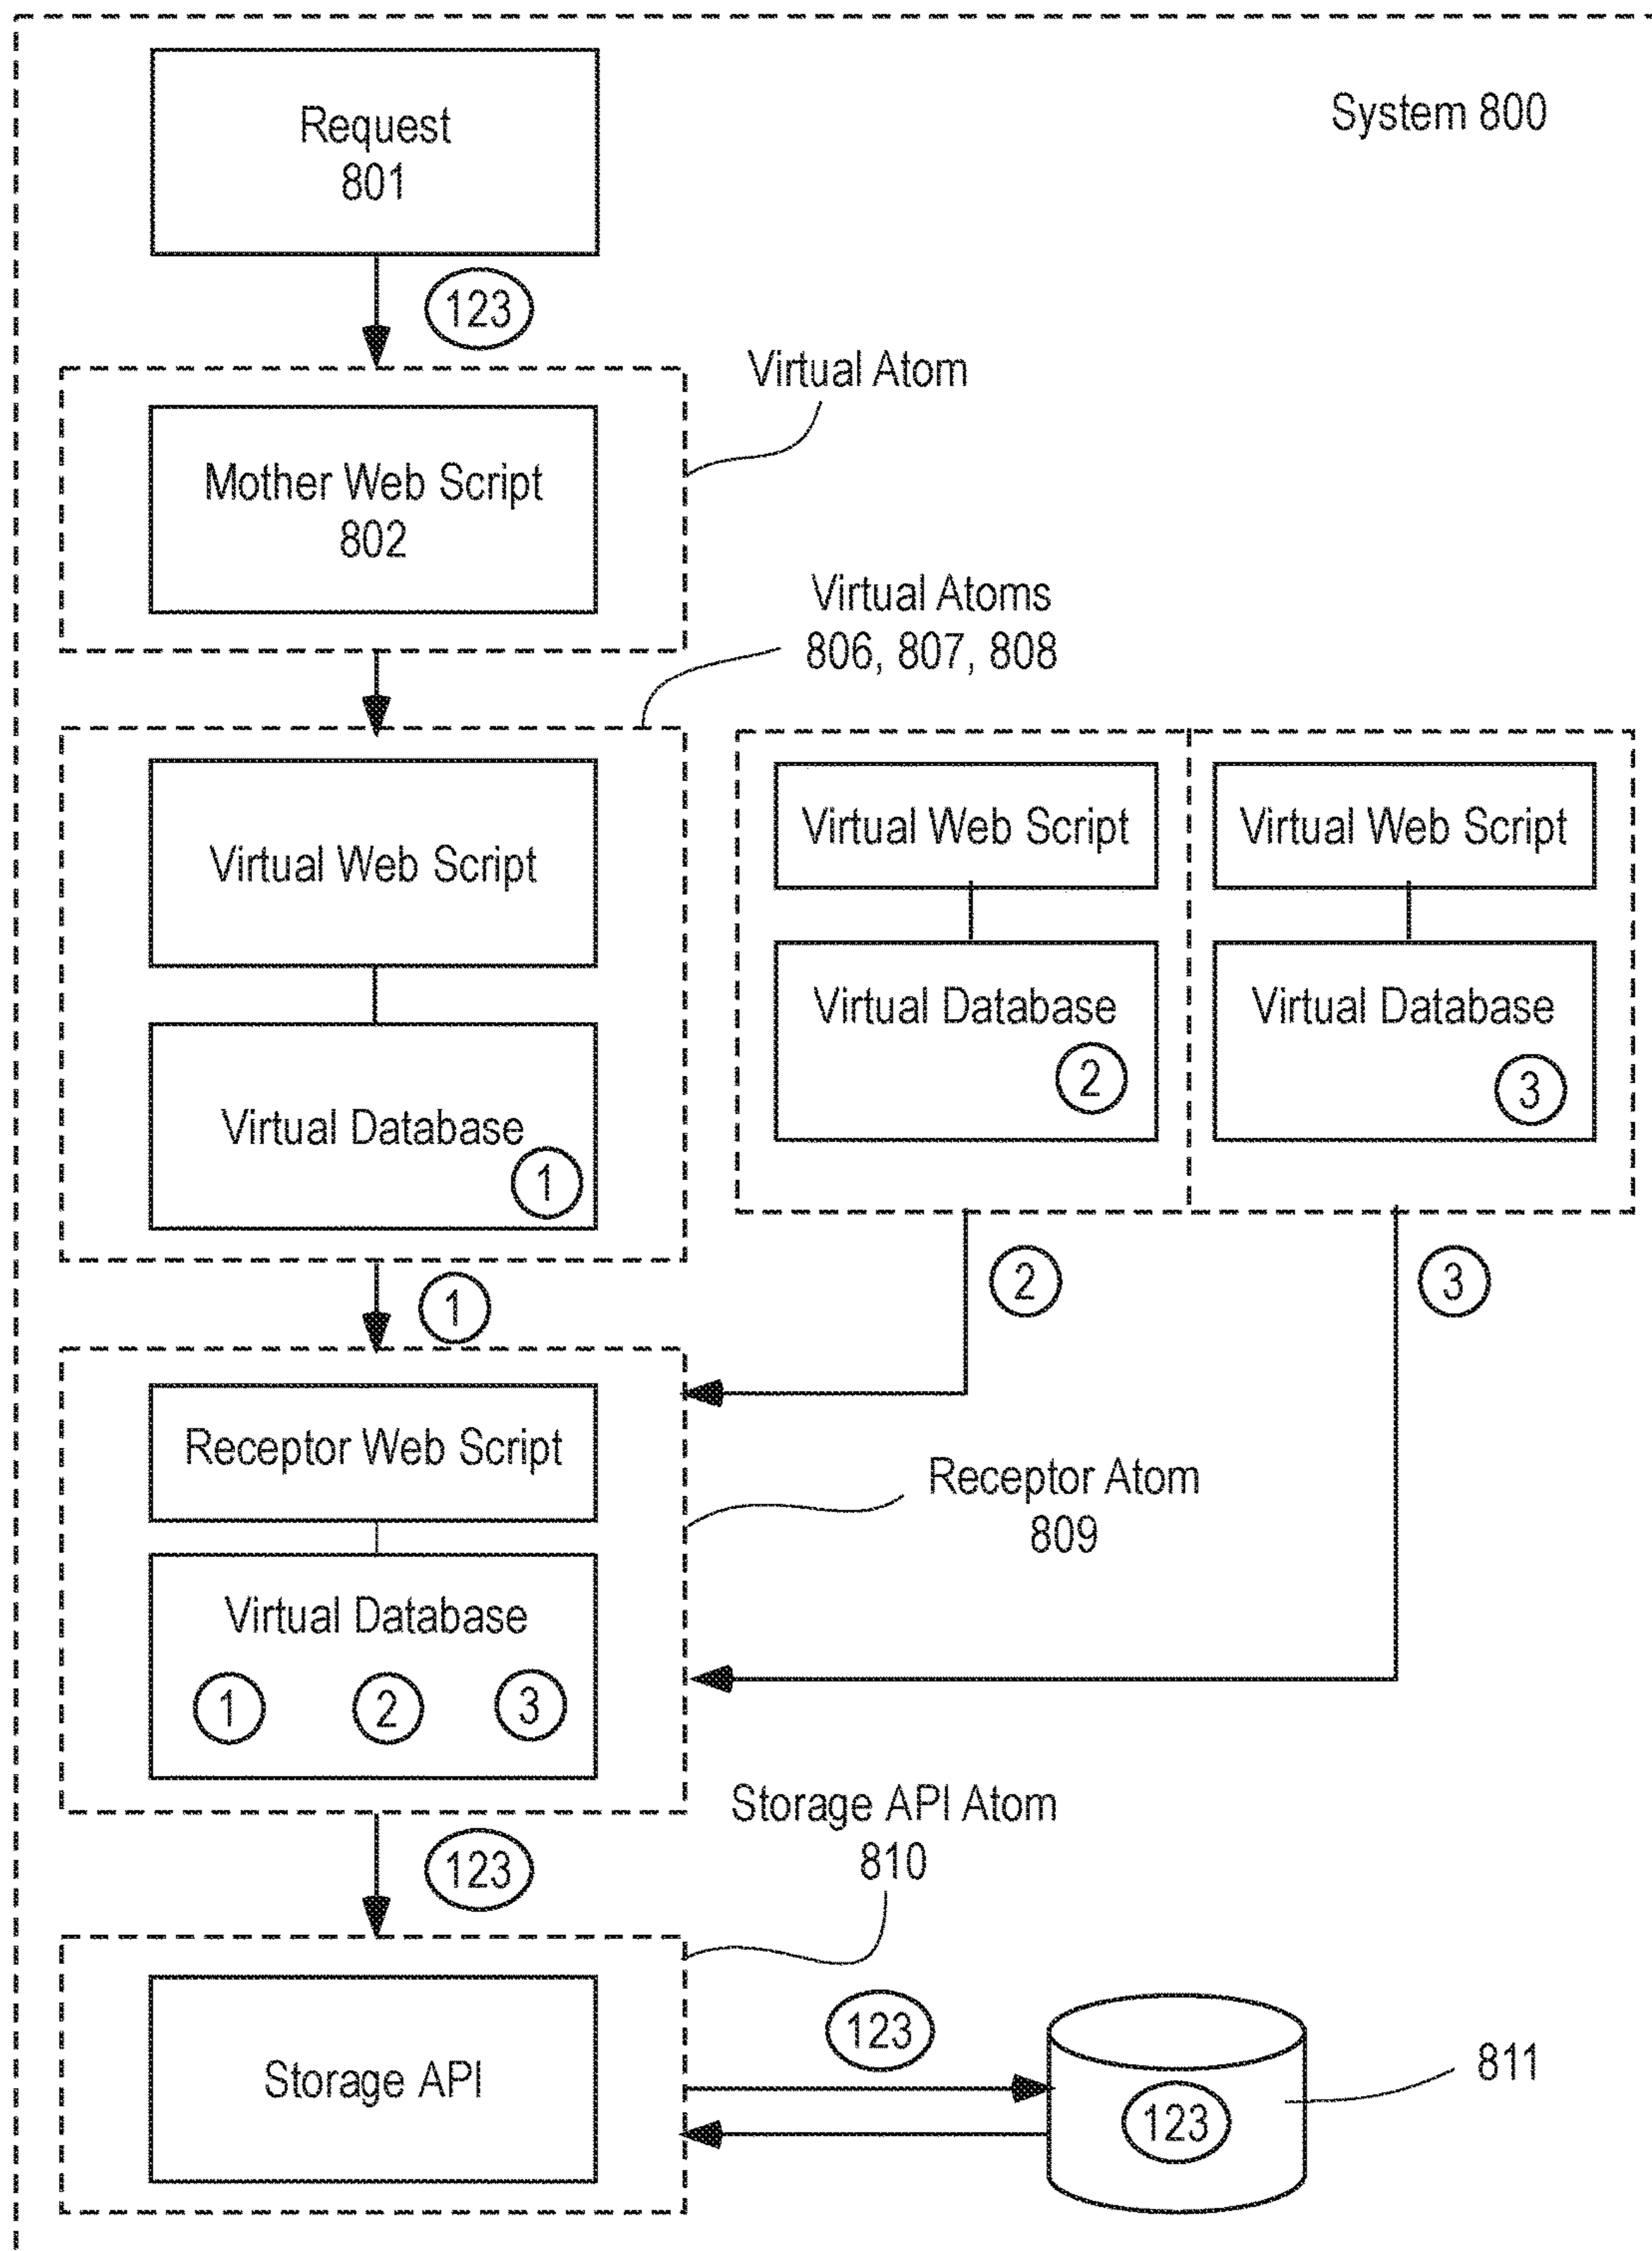 System 800
Request
801
123
Virtual Atom
Mother Web Script
802
Virtual Atoms
806, 807, 808
Virtual Web Script
Virtual Database
1
Virtual Web Script
Virtual Database
2
Virtual Web Script
Virtual Database
3
1
2
3
Receptor Web Script
Receptor Atom
809
Virtual Database
1 2 3
Storage API Atom
810
123
Storage API
123
123
811